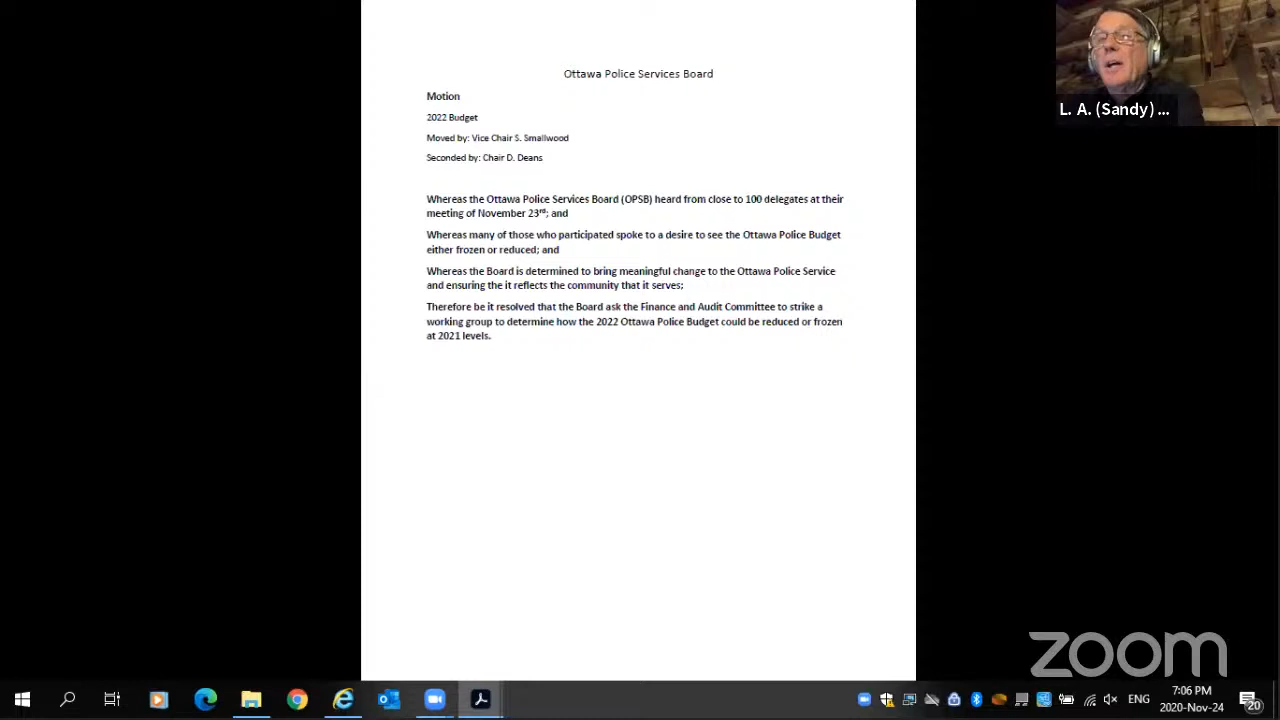 Ottawa Police Services Board
Motion
2022 Budget
Moved by: Vice Chair S. Smallwood
Seconded by: Chair D. Deans
Whereas the Ottawa Police Services Board (OPSB) heard from close to 100 delegates at their
meeting of November 23rd; and
Whereas many of those who participated spoke to a desire to see the Ottawa Police Budget
either frozen or reduced; and
Whereas the Board is determined to bring meaningful change to the Ottawa Police Service
and ensuring the it reflects the community that it serves;
Therefore be it resolved that the Board ask the Finance and Audit Committee to strike a
working group to determine how the 2022 Ottawa Police Budget could be reduced or frozen
at 2021 levels.
L. A. (Sandy) ...
zoom
ENG
7:06 PM
2020-Nov-24
20